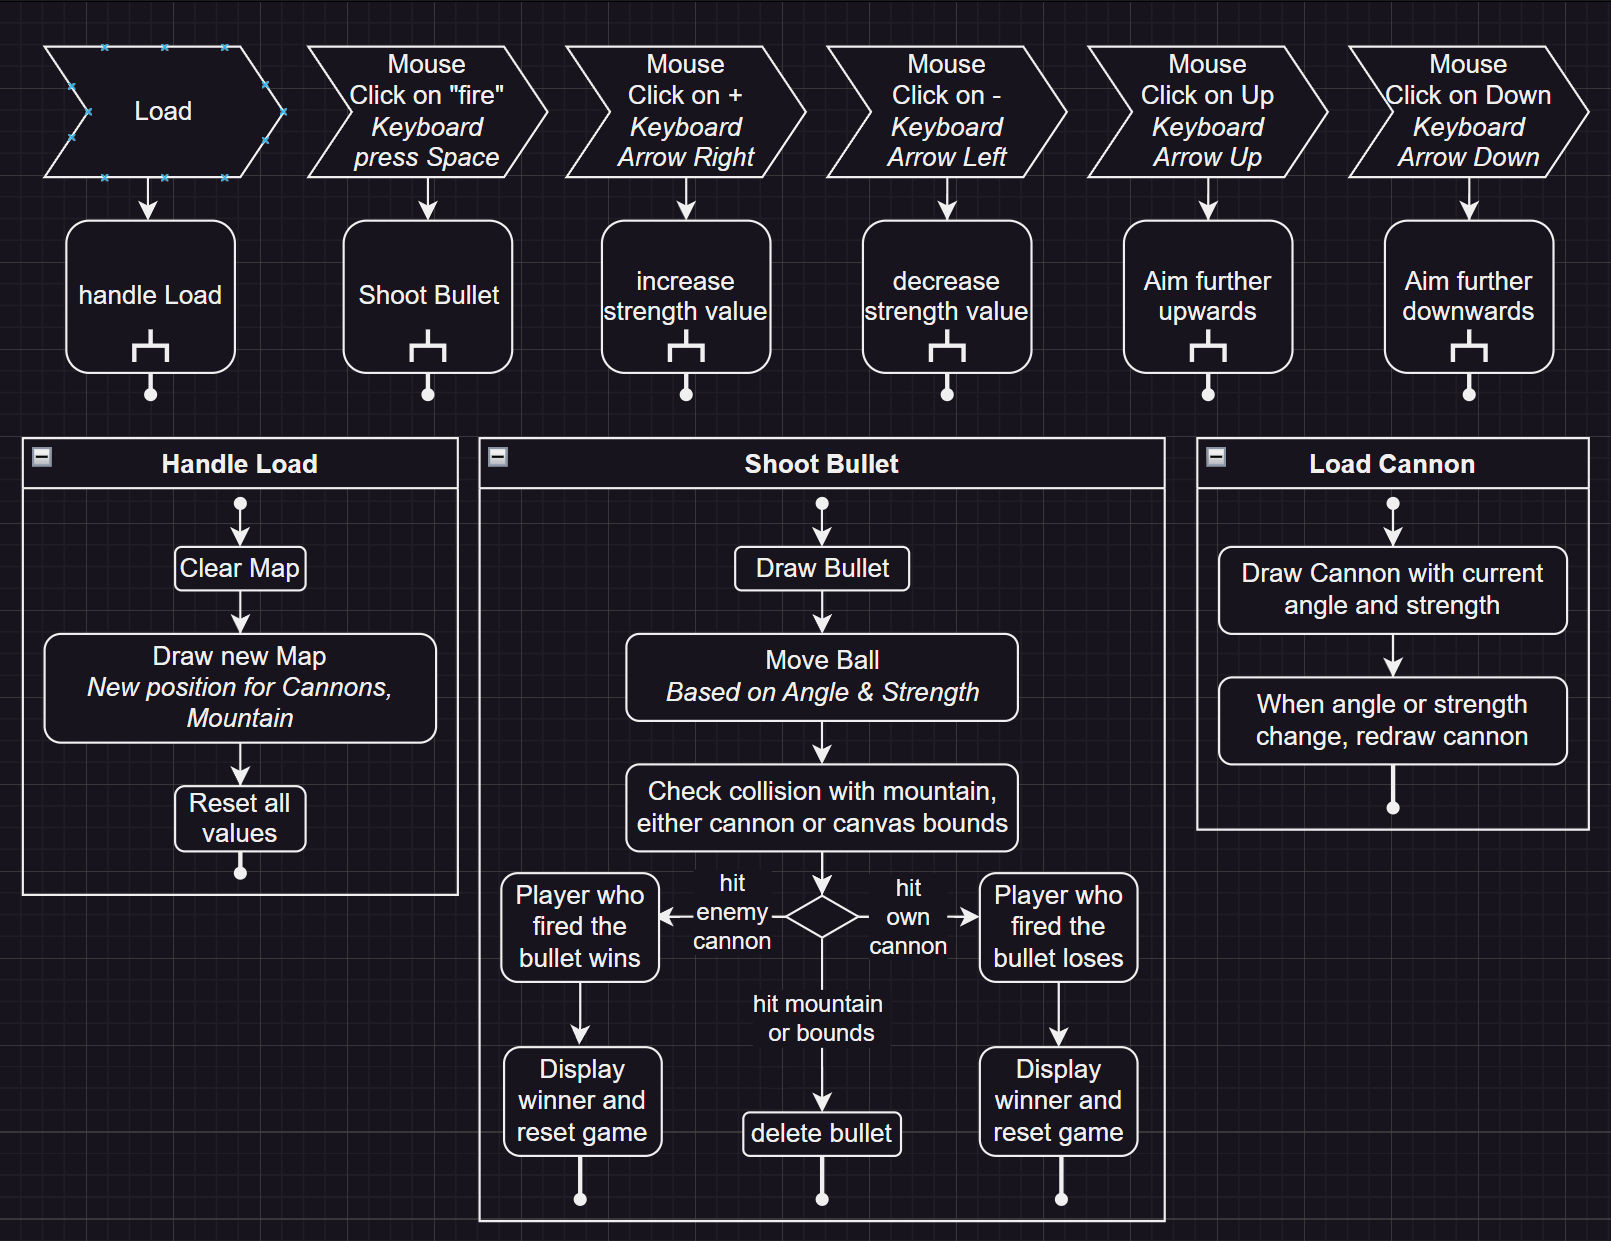 Load
Mouse
Click on "fire"
Keyboard
press Space
Mouse
Click on +
Keyboard
Arrow Right
Mouse
Click on -
Keyboard
Arrow Left
Mouse
Click on Up
Keyboard
Arrow Up
Mouse
Click on Down
Keyboard
Arrow Down
handle Load
Shoot Bullet
increase
strength value
decrease
strength value
Aim further
upwards
Aim further
downwards
Handle Load
Clear Map
Draw new Map
New position for Cannons,
Mountain
Reset all
values
Shoot Bullet
Draw Bullet
Move Ball
Based on Angle & Strength
Check collision with mountain,
either cannon or canvas bounds
hit
enemy
cannon
hit
own
cannon
Player who
fired the
bullet wins
Player who
fired the
bullet loses
hit mountain
or bounds
Display
winner and
reset game
delete bullet
Display
winner and
reset game
Load Cannon
Draw Cannon with current
angle and strength
When angle or strength
change, redraw cannon